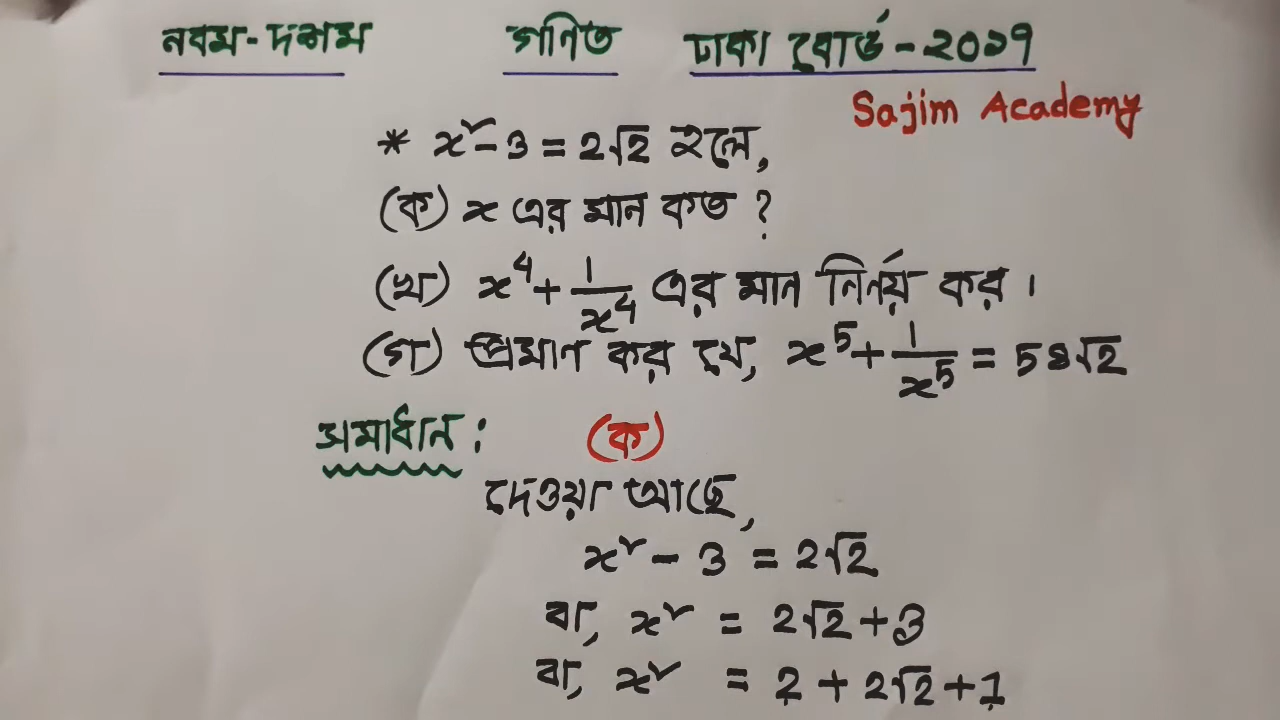 নবম-দশম গনিত ঢাকা বোর্ড-২০১৭
Sajim Academy
* x² - 3 = 2√2 হলে,
(ক) x এর মান কত ?
(খ) x⁴ + 1/x⁴ এর মান নির্নয় কর ।
(গ) প্রমান কর যে, x⁵ + 1/x⁵ = 58√2
সমাধান : (ক)
দেওয়া আছে,
x² - 3 = 2√2
বা, x² = 2√2 + 3
বা, x² = 2 + 2√2 + 1